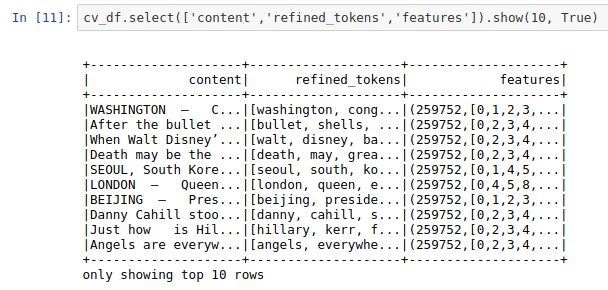 In [11]: cv_df.select(['content','refined_tokens','features']).show(10, True)
+--------------------+--------------------+--------------------+
|             content|      refined_tokens|            features|
+--------------------+--------------------+--------------------+
|WASHINGTON  —   C...|[washington, cong...|(259752,[0,1,2,3,...|
|After the bullet ...|[bullet, shells, ...|(259752,[0,2,3,4,...|
|When Walt Disney’...|[walt, disney, ba...|(259752,[0,2,3,4,...|
|Death may be the ...|[death, may, grea...|(259752,[0,2,3,4,...|
|SEOUL, South Kore...|[seoul, south, ko...|(259752,[0,1,4,5,...|
|LONDON  —   Queen...|[london, queen, e...|(259752,[0,4,5,8,...|
|BEIJING  —   Pres...|[beijing, preside...|(259752,[0,1,2,3,...|
|Danny Cahill stoo...|[danny, cahill, s...|(259752,[0,2,3,4,...|
|Just how   is Hil...|[hillary, kerr, f...|(259752,[0,2,3,4,...|
|Angels are everyw...|[angels, everywhe...|(259752,[0,2,3,4,...|
+--------------------+--------------------+--------------------+
only showing top 10 rows